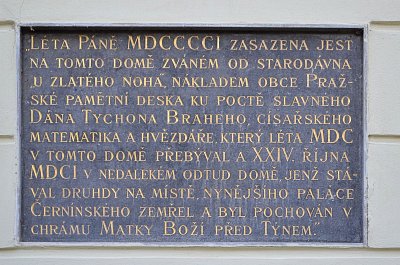 „Léta Páně MDCCCCI zasazena jest
na tomto domě zváném od starodávna
„u zlatého noha‟, nákladem obce Praž-
ské pamětní deska ku poctě slavného
Dána Tychona Braheho, císařského
matematika a hvězdáře, který léta MDC
v tomto domě přebýval a XXIV. října
MDCI v nedalekém odtud domě, jenž stá-
val druhdy na místě nynějšího paláce
Černínského zemřel a byl pochován v
chrámu Matky Boží před Týnem.‟